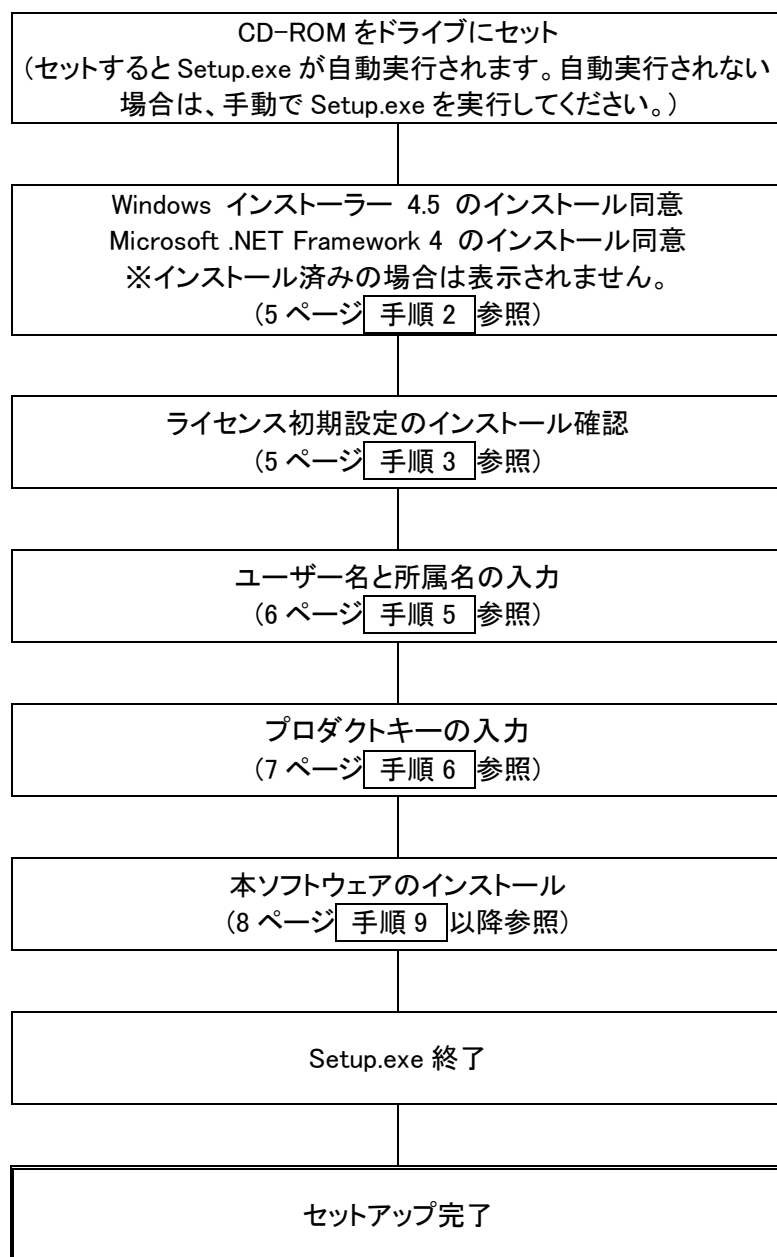 CD-ROM をドライブにセット
（セットすると Setup.exe が自動実行されます。自動実行されない
場合は、手動で Setup.exe を実行してください。）
Windows インストーラー 4.5 のインストール同意
Microsoft .NET Framework 4 のインストール同意
※インストール済みの場合は表示されません。
（5 ページ 手順 2 参照）
ライセンス初期設定のインストール確認
（5 ページ 手順 3 参照）
ユーザー名と所属名の入力
（6 ページ 手順 5 参照）
プロダクトキーの入力
（7 ページ 手順 6 参照）
本ソフトウェアのインストール
（8 ページ 手順 9 以降参照）
Setup.exe 終了
セットアップ完了